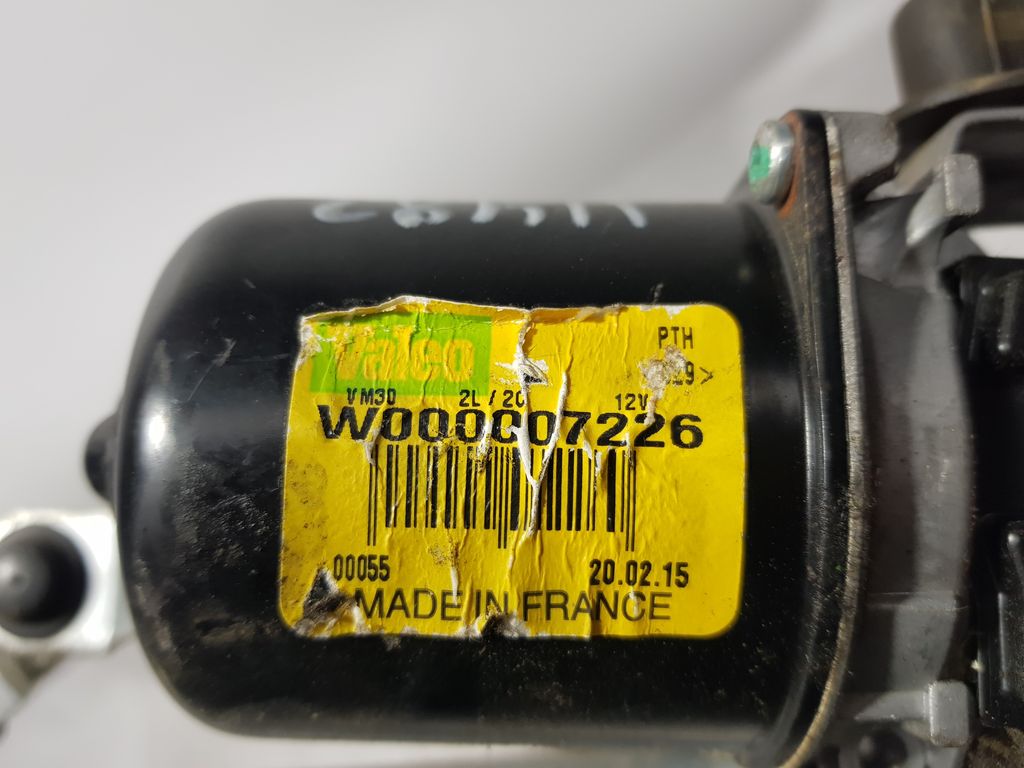 Valeo
PTH
VM30 2L / 20 12V
W000007226
00055 20.02.15
MADE IN FRANCE